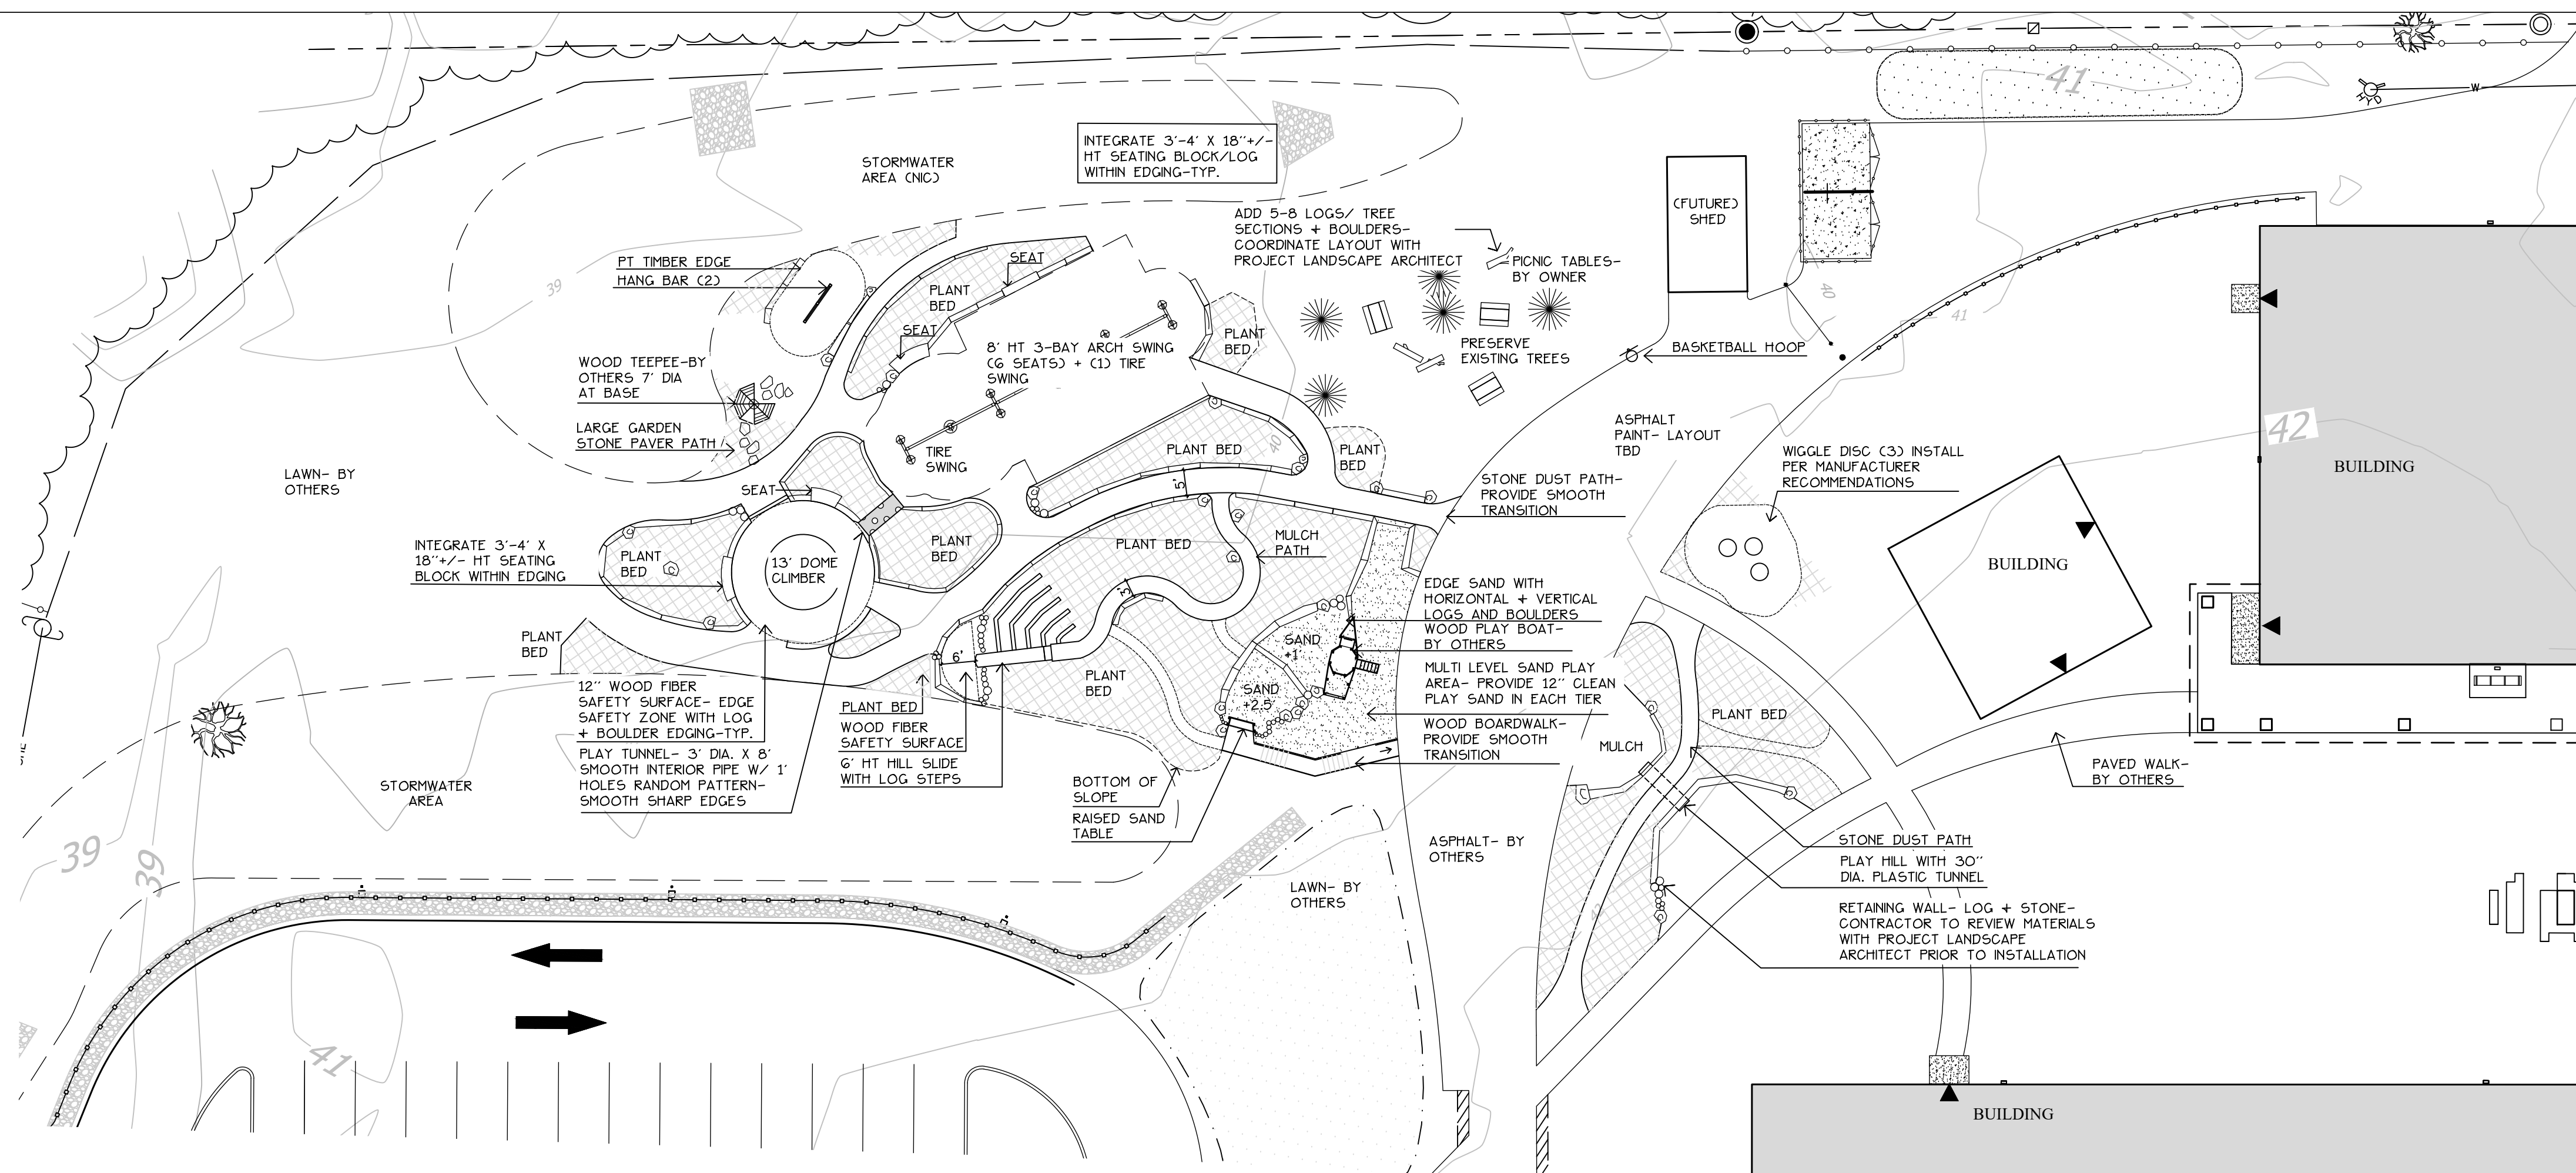 41
W
INTEGRATE 3'-4' X 18"+/-
HT SEATING BLOCK/LOG
WITHIN EDGING-TYP.
STORMWATER
AREA (NIC)
(FUTURE)
SHED
ADD 5-8 LOGS/ TREE
SECTIONS + BOULDERS-
COORDINATE LAYOUT WITH
PROJECT LANDSCAPE ARCHITECT
PICNIC TABLES-
BY OWNER
PT TIMBER EDGE
HANG BAR (2)
SEAT
PLANT
BED
SEAT
39
40
41
8' HT 3-BAY ARCH SWING
(6 SEATS) + (1) TIRE
SWING
PLANT
BED
PRESERVE
EXISTING TREES
BASKETBALL HOOP
WOOD TEEPEE-BY
OTHERS 7' DIA
AT BASE
LARGE GARDEN
STONE PAVER PATH
TIRE
SWING
PLANT BED
40
PLANT
BED
ASPHALT
PAINT- LAYOUT
TBD
42
BUILDING
WIGGLE DISC (3) INSTALL
PER MANUFACTURER
RECOMMENDATIONS
LAWN- BY
OTHERS
SEAT
5'
STONE DUST PATH-
PROVIDE SMOOTH
TRANSITION
INTEGRATE 3'-4' X
18"+/- HT SEATING
BLOCK WITHIN EDGING
PLANT
BED
13' DOME
CLIMBER
PLANT
BED
PLANT BED
MULCH
PATH
BUILDING
3'
EDGE SAND WITH
HORIZONTAL + VERTICAL
LOGS AND BOULDERS
WOOD PLAY BOAT-
BY OTHERS
SAND
+1'
PLANT
BED
6'
PLANT
BED
SAND
+2.5'
MULTI LEVEL SAND PLAY
AREA- PROVIDE 12" CLEAN
PLAY SAND IN EACH TIER
WOOD BOARDWALK-
PROVIDE SMOOTH
TRANSITION
12" WOOD FIBER
SAFETY SURFACE- EDGE
SAFETY ZONE WITH LOG
+ BOULDER EDGING-TYP.
PLAY TUNNEL- 3' DIA. X 8'
SMOOTH INTERIOR PIPE W/ 1'
HOLES RANDOM PATTERN-
SMOOTH SHARP EDGES
PLANT BED
WOOD FIBER
SAFETY SURFACE
6' HT HILL SLIDE
WITH LOG STEPS
BOTTOM OF
SLOPE
RAISED SAND
TABLE
MULCH
PLANT BED
PAVED WALK-
BY OTHERS
STORMWATER
AREA
39
39
ASPHALT- BY
OTHERS
LAWN- BY
OTHERS
STONE DUST PATH
PLAY HILL WITH 30"
DIA. PLASTIC TUNNEL
RETAINING WALL- LOG + STONE-
CONTRACTOR TO REVIEW MATERIALS
WITH PROJECT LANDSCAPE
ARCHITECT PRIOR TO INSTALLATION
41
BUILDING